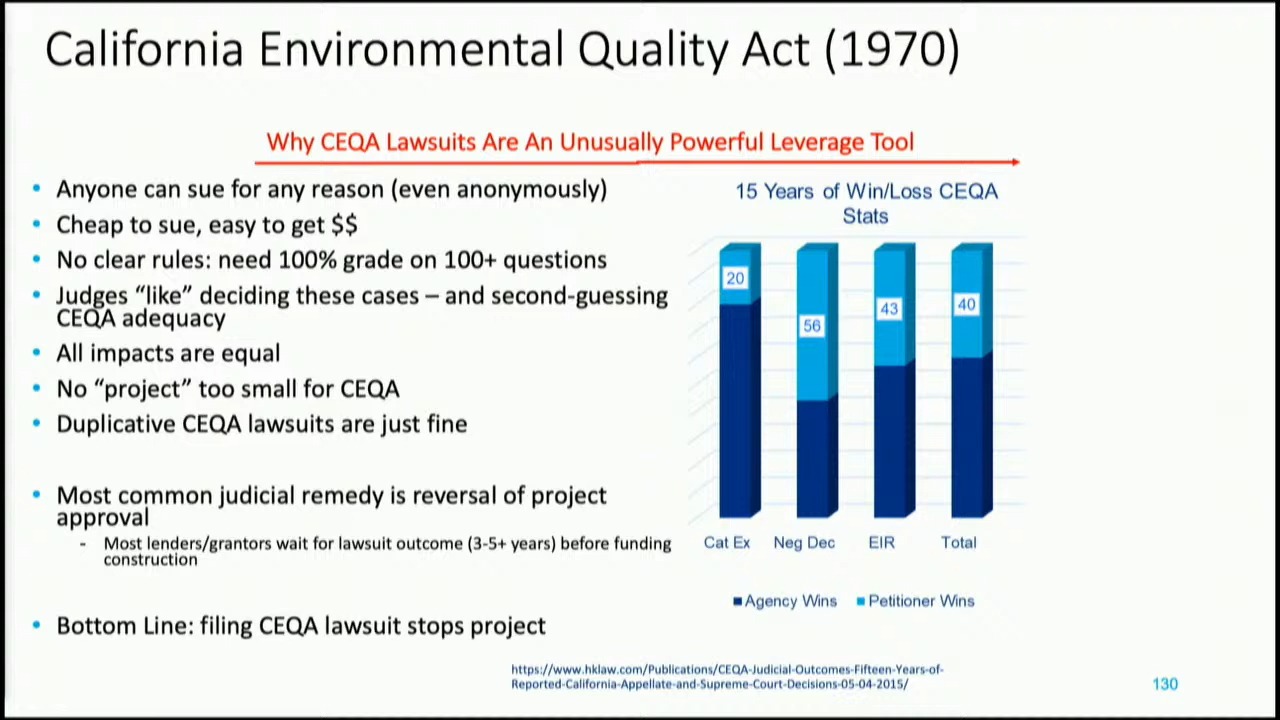 California Environmental Quality Act (1970)
Why CEQA Lawsuits Are An Unusually Powerful Leverage Tool
• Anyone can sue for any reason (even anonymously)
• Cheap to sue, easy to get $$
• No clear rules: need 100% grade on 100+ questions
• Judges “like” deciding these cases – and second-guessing
CEQA adequacy
• All impacts are equal
• No “project” too small for CEQA
• Duplicative CEQA lawsuits are just fine
• Most common judicial remedy is reversal of project
approval
- Most lenders/grantors wait for lawsuit outcome (3-5+ years) before funding
construction
• Bottom Line: filing CEQA lawsuit stops project
15 Years of Win/Loss CEQA
Stats
20
56
43
40
Cat Ex Neg Dec EIR Total
Agency Wins Petitioner Wins
https://www.hklaw.com/Publications/CEQA-Judicial-Outcomes-Fifteen-Years-of-
Reported-California-Appellate-and-Supreme-Court-Decisions-05-04-2015/
130